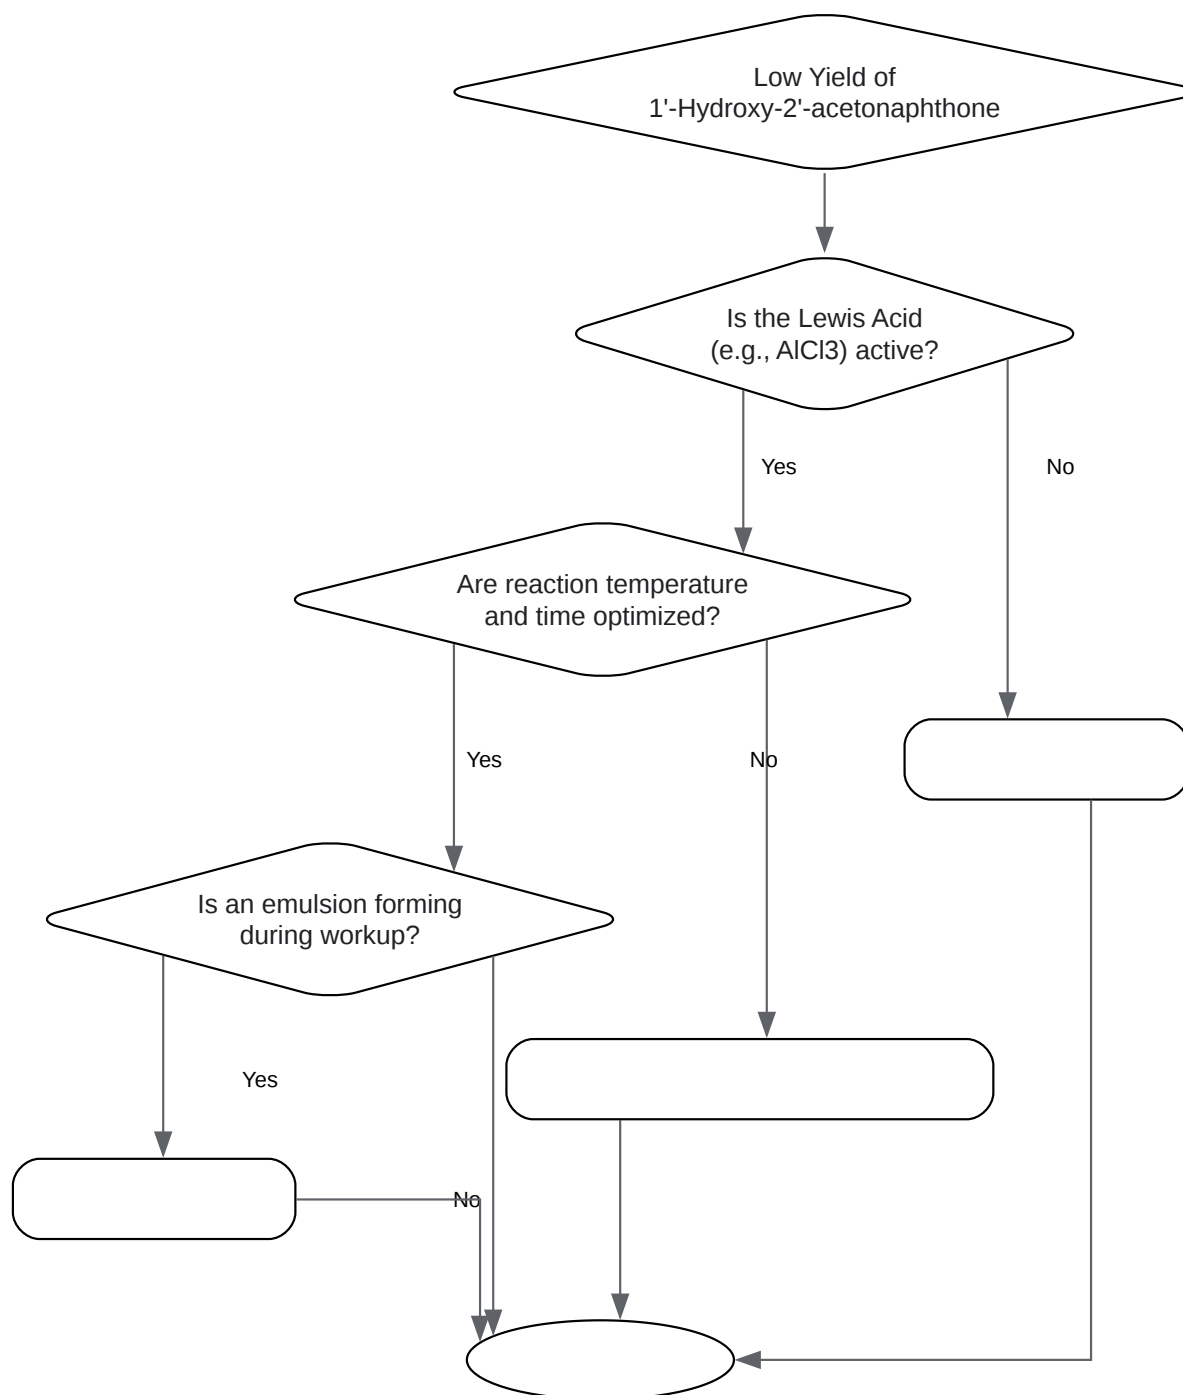 Low Yield of
1'-Hydroxy-2'-acetonaphthone
Is the Lewis Acid
(e.g., AlCl3) active?
Yes
No
Are reaction temperature
and time optimized?
Yes
No
Is an emulsion forming
during workup?
Yes
No